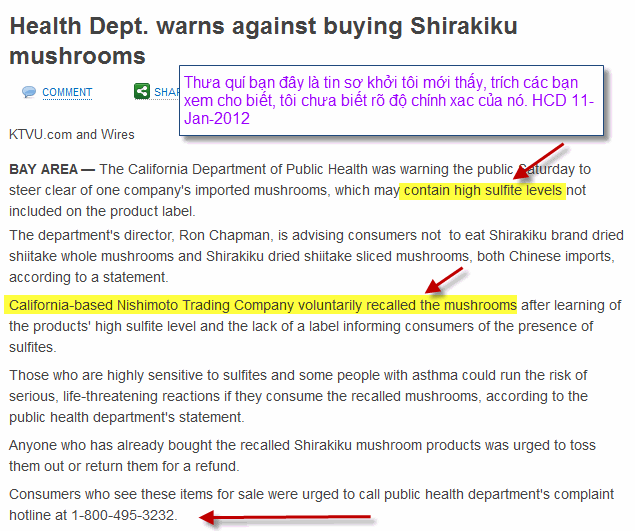 Health Dept. warns against buying Shirakiku
mushrooms
COMMENT
SHAR
Thưa quí bạn đây là tin sơ khởi tôi mới thấy, trích các bạn
xem cho biết, tôi chưa biết rõ độ chính xac của nó. HCD 11-
Jan-2012
KTVU.com and Wires
BAY AREA — The California Department of Public Health was warning the public Saturday to
steer clear of one company's imported mushrooms, which may contain high sulfite levels not
included on the product label.
The department's director, Ron Chapman, is advising consumers not to eat Shirakiku brand dried
shiitake whole mushrooms and Shirakiku dried shiitake sliced mushrooms, both Chinese imports,
according to a statement.
California-based Nishimoto Trading Company voluntarily recalled the mushrooms after learning of
the products' high sulfite level and the lack of a label informing consumers of the presence of
sulfites.
Those who are highly sensitive to sulfites and some people with asthma could run the risk of
serious, life-threatening reactions if they consume the recalled mushrooms, according to the
public health department's statement.
Anyone who has already bought the recalled Shirakiku mushroom products was urged to toss
them out or return them for a refund.
Consumers who see these items for sale were urged to call public health department's complaint
hotline at 1-800-495-3232.